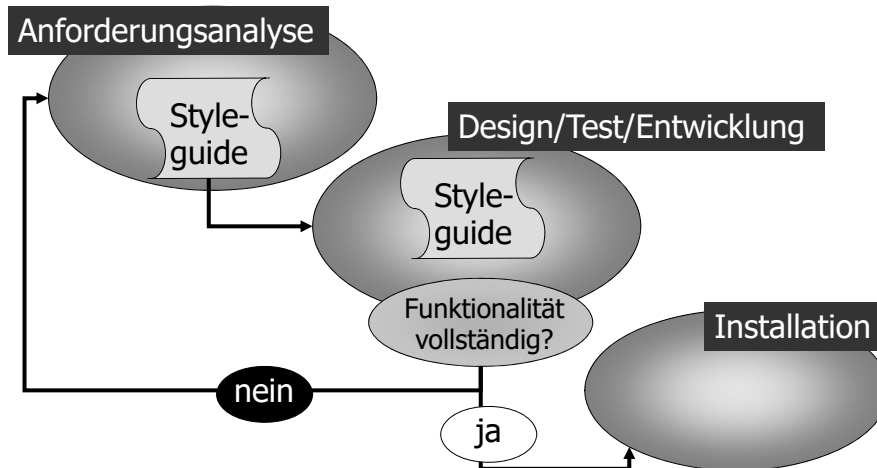 Anforderungsanalyse
Style-
guide
Design/Test/Entwicklung
Style-
guide
Funktionalität
vollständig?
Installation
nein
ja